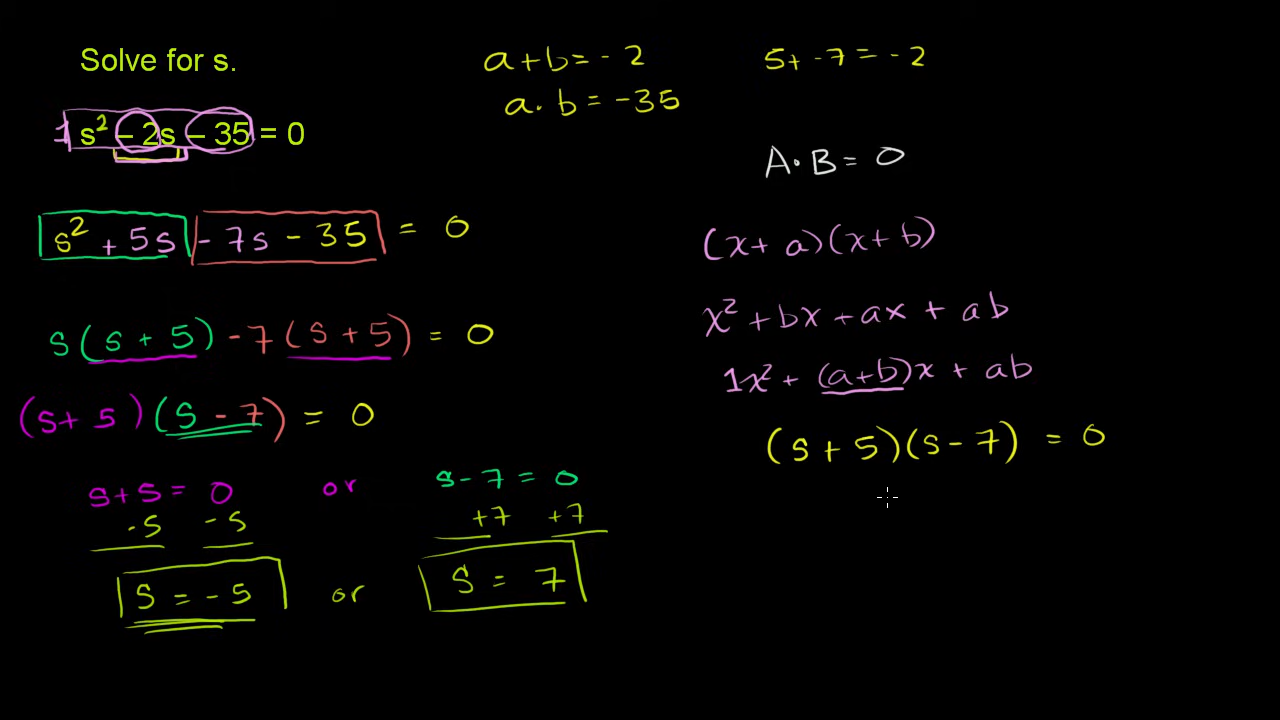 Solve for s.
1s² – 2s – 35 = 0
s² + 5s - 7s - 35 = 0
s(s + 5) - 7(s + 5) = 0
(s + 5)(s - 7) = 0
s + 5 = 0 or s - 7 = 0
-5 -5 +7 +7
s = -5 or s = 7
a + b = -2
a · b = -35
5 + -7 = -2
A · B = 0
(x + a)(x + b)
x² + bx + ax + ab
1x² + (a+b)x + ab
(s + 5)(s - 7) = 0